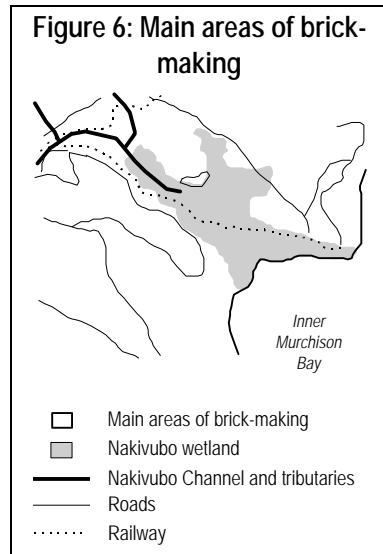 Figure 6: Main areas of brick-
making
Inner
Murchison
Bay
Main areas of brick-making
Nakivubo wetland
Nakivubo Channel and tributaries
Roads
Railway